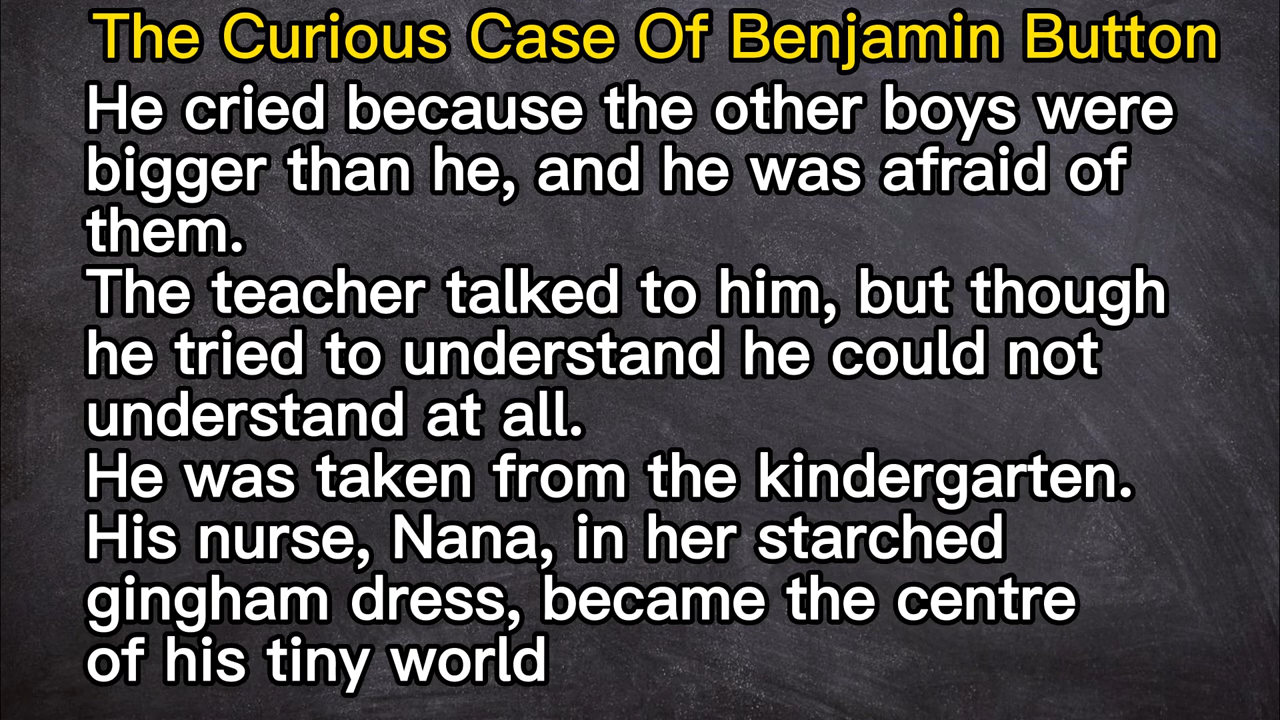 The Curious Case Of Benjamin Button
He cried because the other boys were
bigger than he, and he was afraid of
them.
The teacher talked to him, but though
he tried to understand he could not
understand at all.
He was taken from the kindergarten.
His nurse, Nana, in her starched
gingham dress, became the centre
of his tiny world